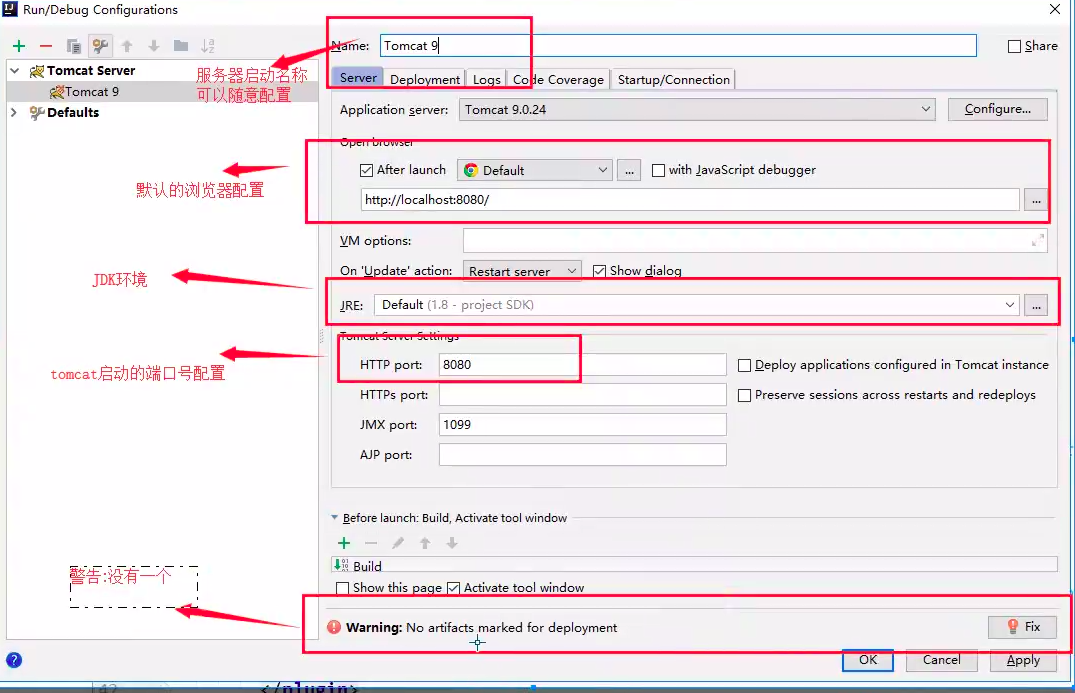 Run/Debug Configurations
Name: Tomcat 9
Share
Tomcat Server
Tomcat 9
Defaults
服务器启动名称
可以随意配置
Server Deployment Logs Code Coverage Startup/Connection
Application server: Tomcat 9.0.24 Configure...
Open browser
After launch Default ... with JavaScript debugger
http://localhost:8080/ ...
默认的浏览器配置
VM options:
On 'Update' action: Restart server Show dialog
JDK环境
JRE: Default (1.8 - project SDK) ...
Tomcat Server Settings
HTTP port: 8080 Deploy applications configured in Tomcat instance
tomcat启动的端口号配置
HTTPs port: Preserve sessions across restarts and redeploys
JMX port: 1099
AJP port:
Before launch: Build, Activate tool window
Build
Show this page Activate tool window
警告:没有一个
Warning: No artifacts marked for deployment Fix
? OK Cancel Apply
42 </plugin>